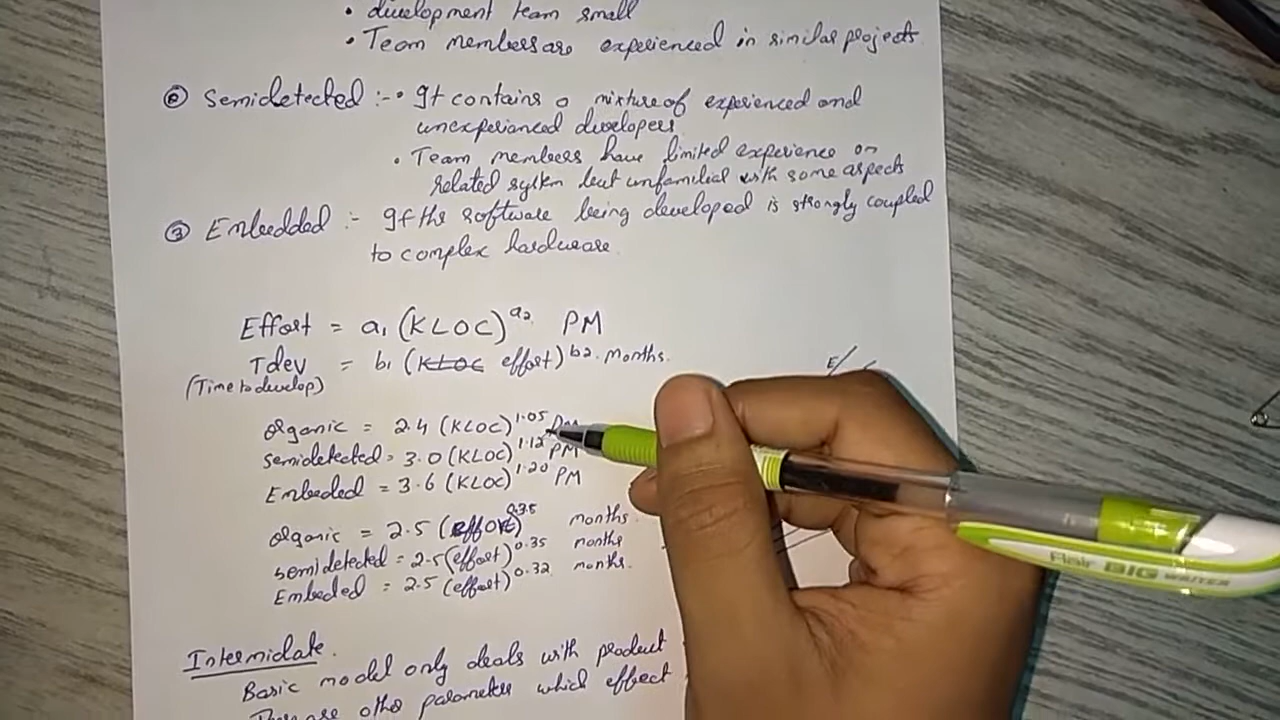 • development team small
• Team members are experienced in similar projects
② Semidetected :- • It contains a mixture of experienced and
unexperianced developers
• Team members have limited experience on
related system but unfamilial with some aspects
③ Embedded :- If the software being developed is strongly coupled
to complex hardware.
Effort = a₁ (KLOC)^a₂ PM
Tdev = b₁ (KLOC effort)^b₂. months.
(Time to develop)
Organic = 2.4 (KLOC)^1.05 PM
Semidetected = 3.0 (KLOC)^1.12 PM
Embeded = 3.6 (KLOC)^1.20 PM
Organic = 2.5 (effort) months.
Semidetected = 2.5 (effort)^0.35 months
Embeded = 2.5 (effort)^0.32 months.
Intermidate.
Basic model only deals with product
There are other parameters which effect
E/
Flair BIG WRITER